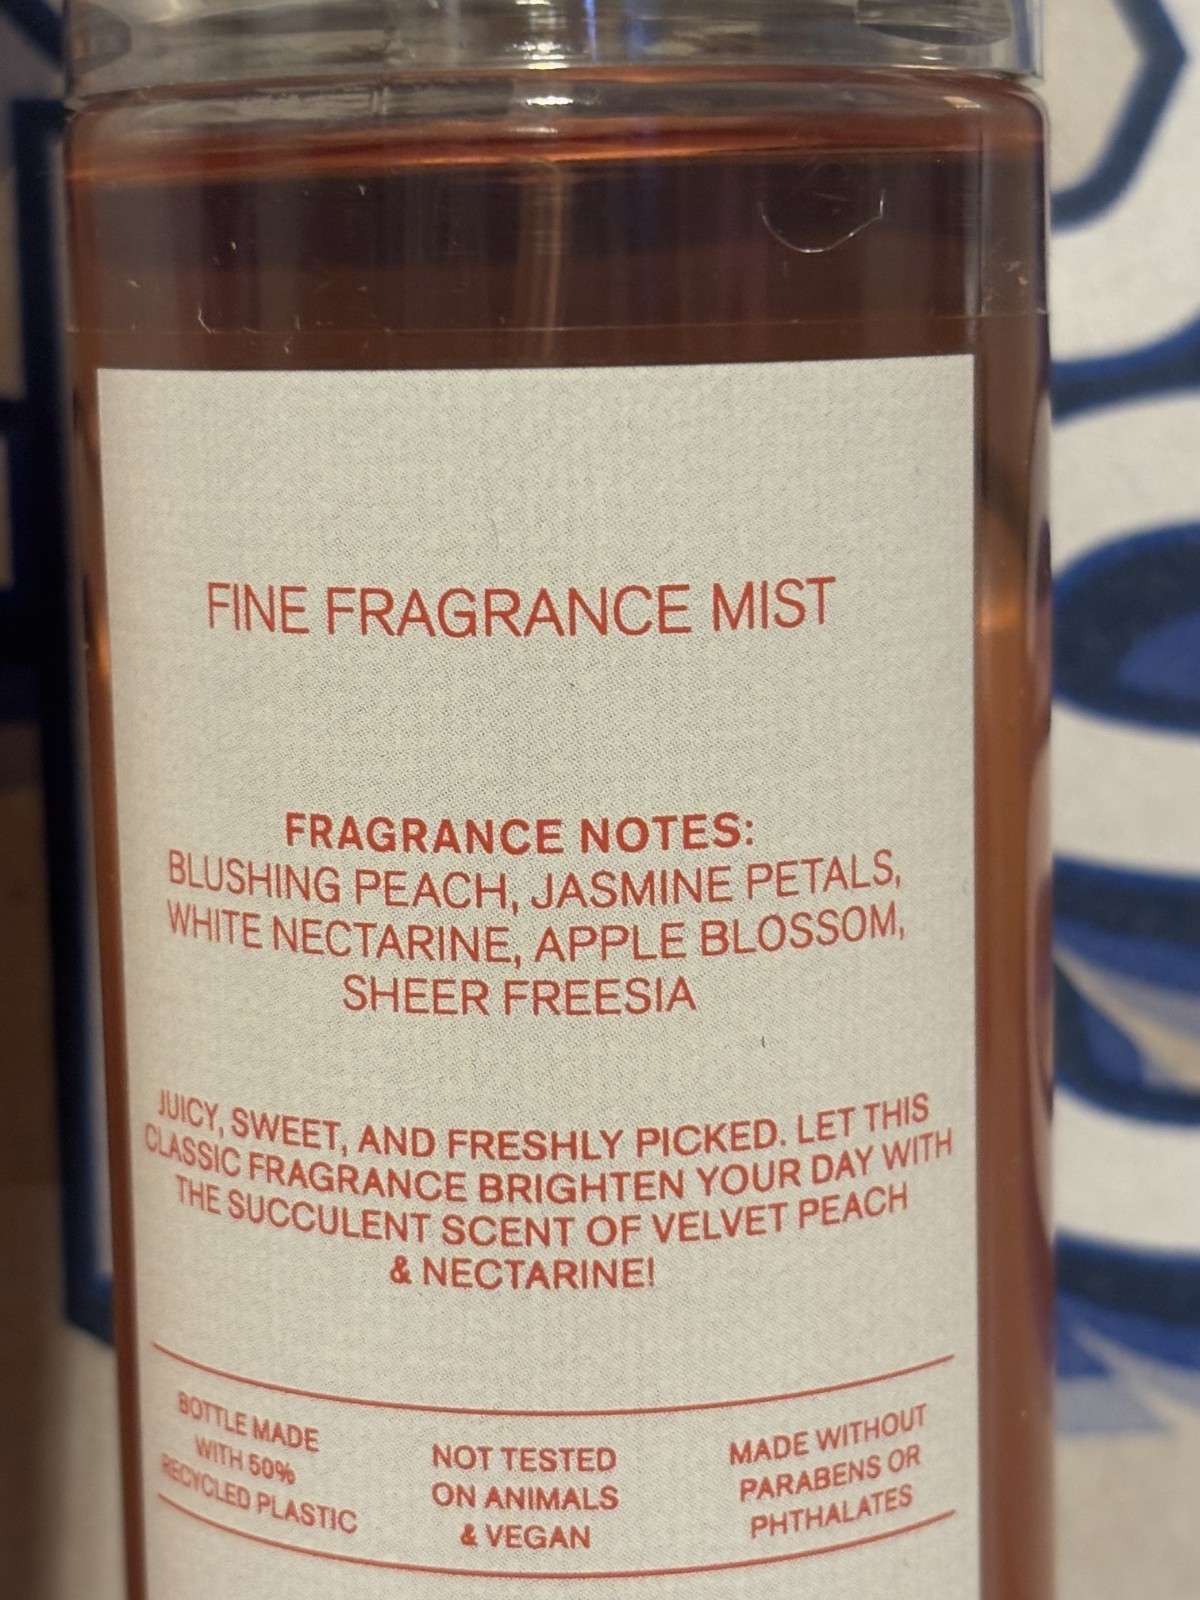 FINE FRAGRANCE MIST
FRAGRANCE NOTES:
BLUSHING PEACH, JASMINE PETALS,
WHITE NECTARINE, APPLE BLOSSOM,
SHEER FREESIA
JUICY, SWEET, AND FRESHLY PICKED. LET THIS
CLASSIC FRAGRANCE BRIGHTEN YOUR DAY WITH
THE SUCCULENT SCENT OF VELVET PEACH
& NECTARINE!
BOTTLE MADE
WITH 50%
RECYCLED PLASTIC
NOT TESTED
ON ANIMALS
& VEGAN
MADE WITHOUT
PARABENS OR
PHTHALATES